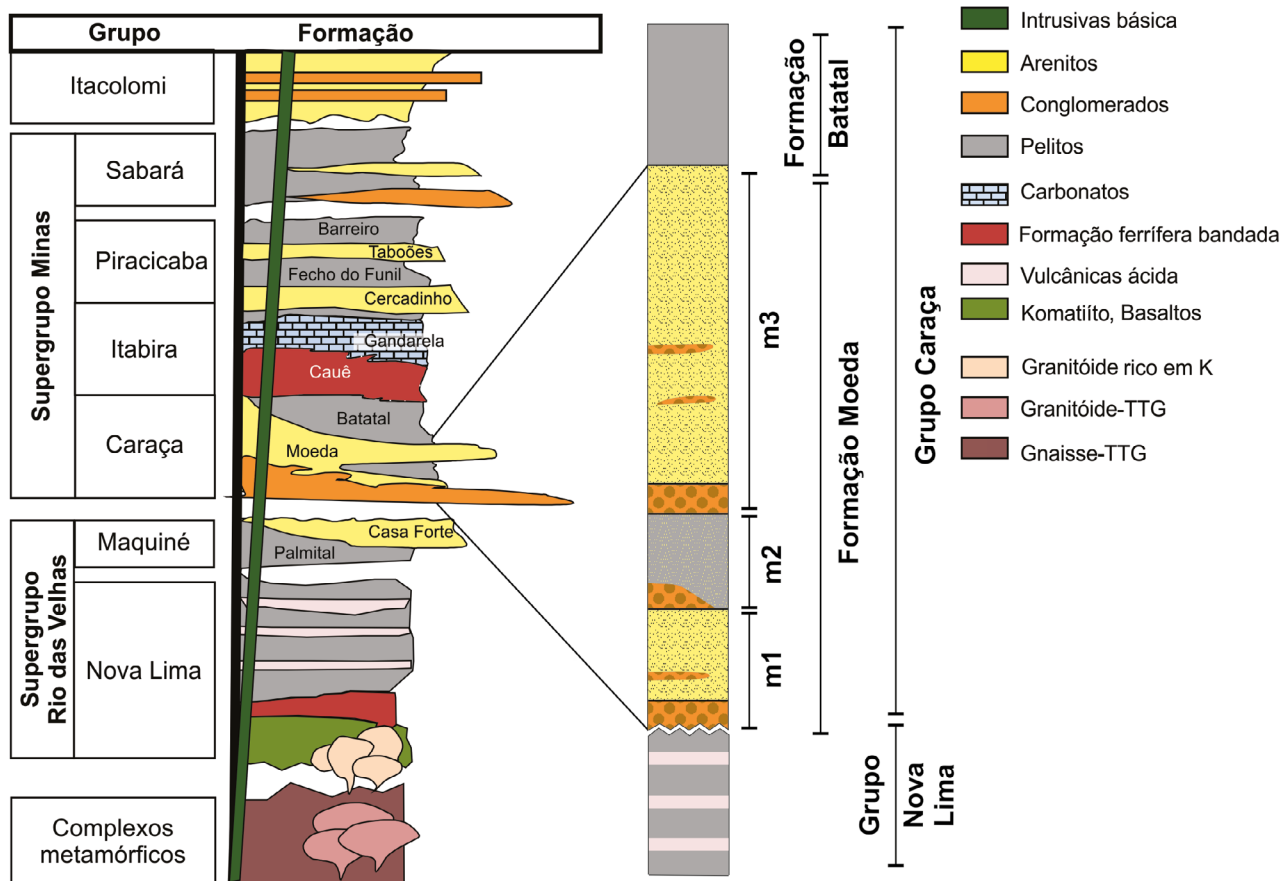 Grupo
Formação
Itacolomi
Supergrupo Minas
Sabará
Piracicaba
Itabira
Caraça
Barreiro
Taboões
Fecho do Funil
Cercadinho
Gandarela
Cauê
Batatal
Moeda
Supergrupo
Rio das Velhas
Maquiné
Nova Lima
Casa Forte
Palmital
Complexos
metamórficos
Formação
Batatal
m3
m2
m1
Formação Moeda
Grupo Caraça
Grupo
Nova
Lima
Intrusivas básica
Arenitos
Conglomerados
Pelitos
Carbonatos
Formação ferrífera bandada
Vulcânicas ácida
Komatiíto, Basaltos
Granitóide rico em K
Granitóide-TTG
Gnaisse-TTG